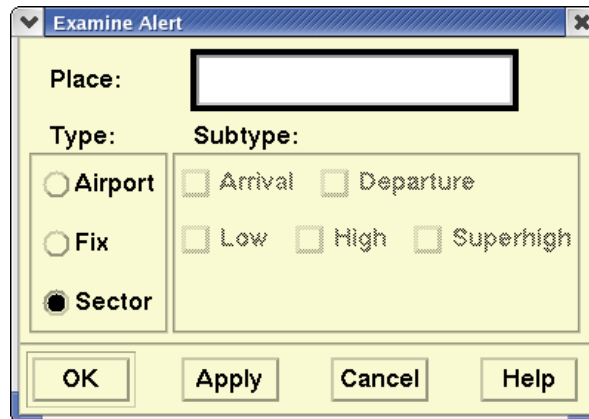 Examine Alert
Place:
Type: Subtype:
Airport Arrival Departure
Fix Low High Superhigh
Sector
OK Apply Cancel Help